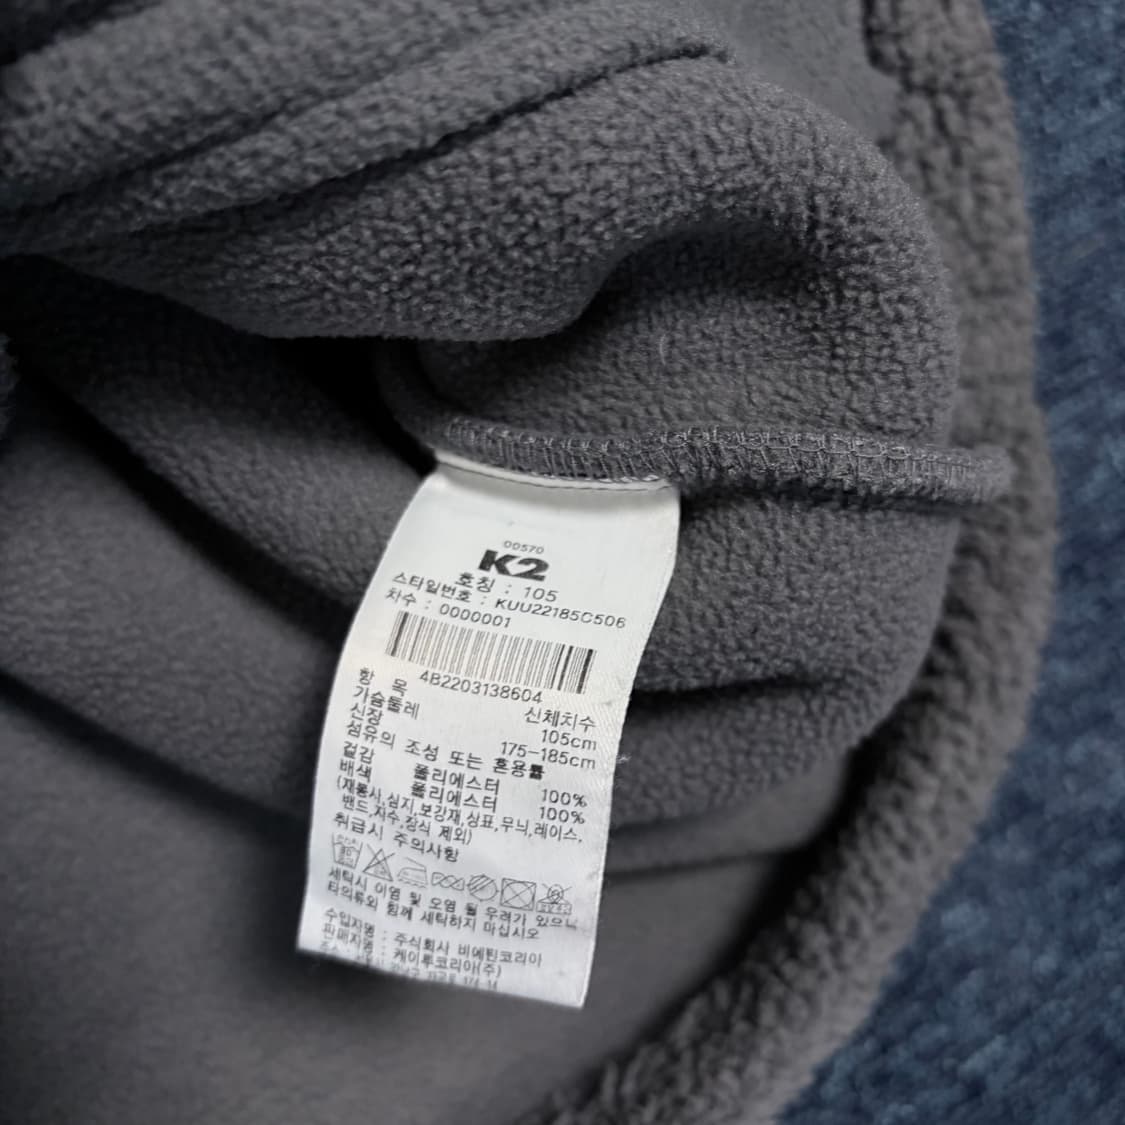 00570
K2
호칭 : 105
스타일번호 : KUU22185C506
차수 : 0000001
4B2203138604
항 목 신체치수
가슴둘레 105cm
신장 175-185cm
섬유의 조성 또는 혼용률
겉감 폴리에스터 100%
배색 폴리에스터 100%
(재봉사,심지,보강재,상표,무늬,레이스,
밴드,자수,장식 제외)
취급시 주의사항
세탁시 이염 및 오염 될 우려가 있으니
타의류와 함께 세탁하지 마십시오
수입자명 : 주식회사 비에틴코리아
판매자명 : 케이투코리아(주)
주소 :